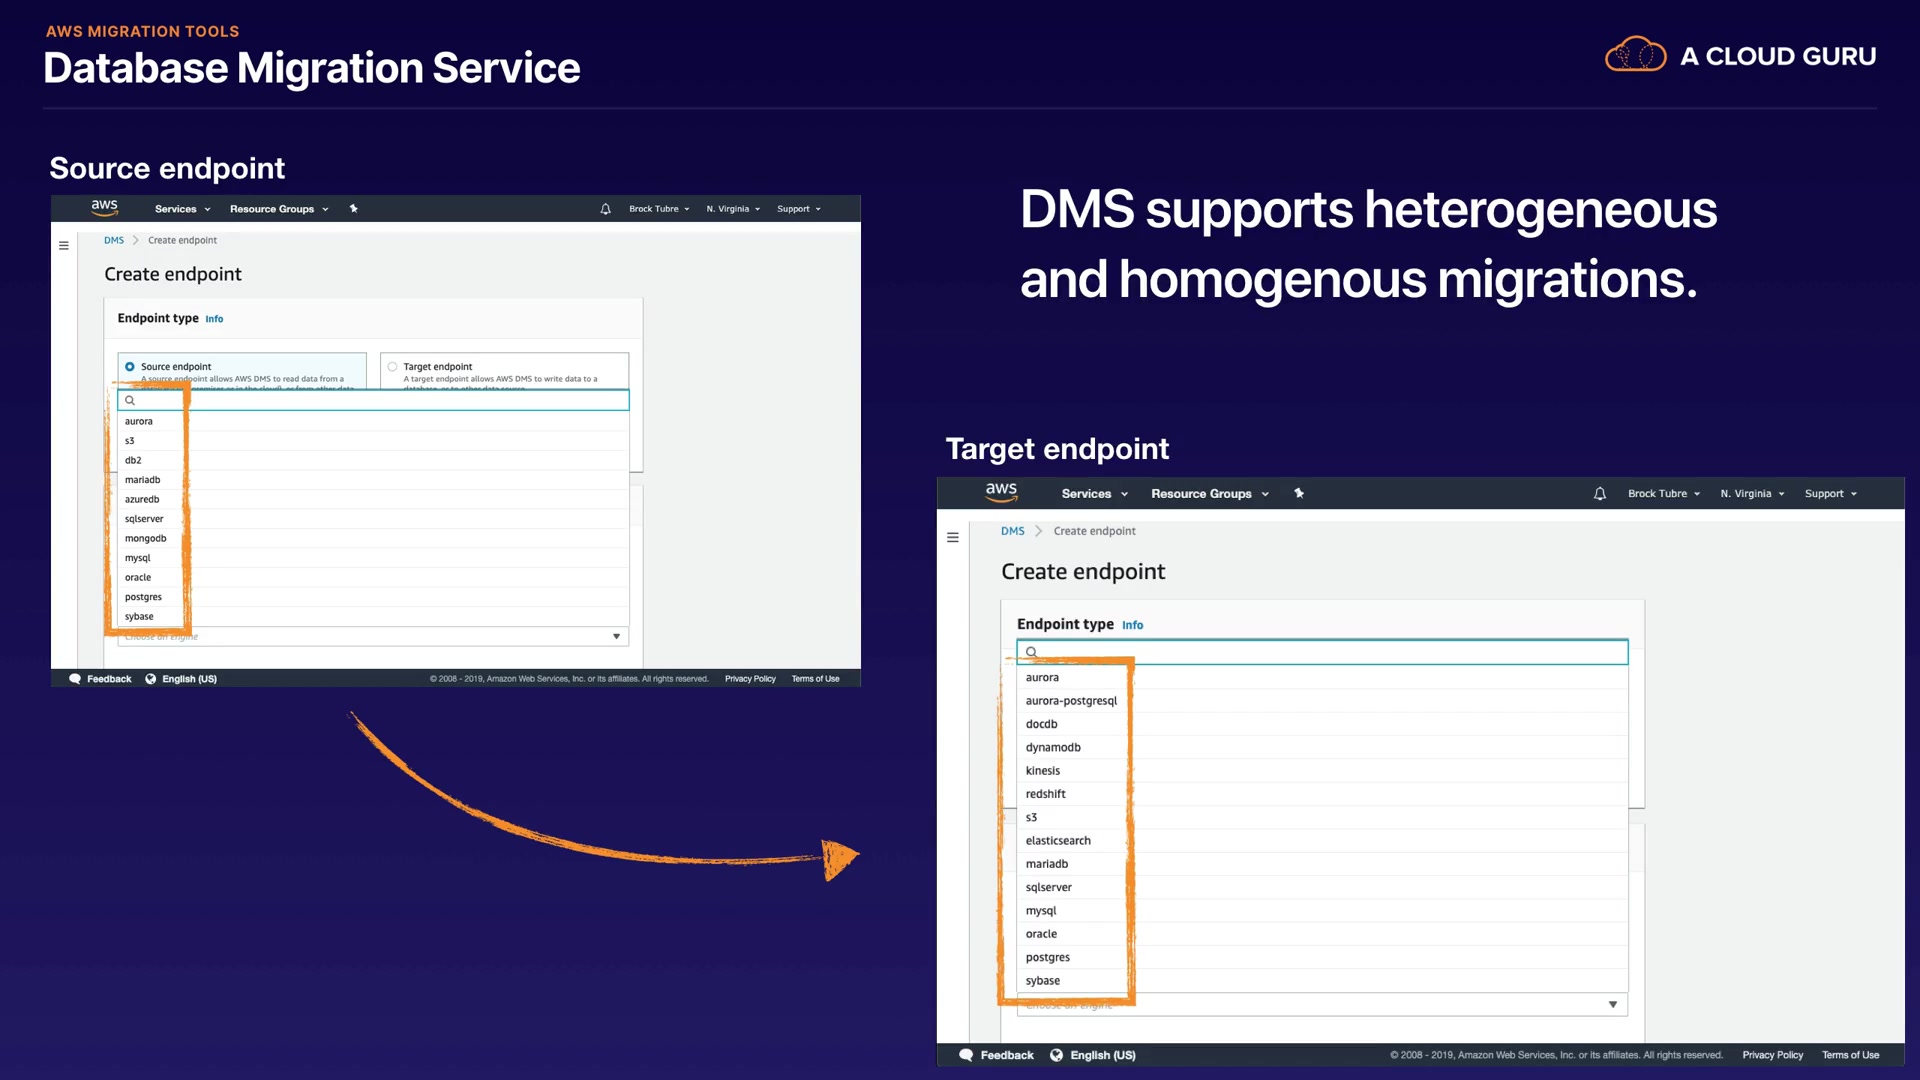 AWS MIGRATION TOOLS
Database Migration Service
A CLOUD GURU
Source endpoint
aws Services Resource Groups Brock Tubre N. Virginia Support
DMS Create endpoint
Create endpoint
Endpoint type Info
Source endpoint
A source endpoint allows AWS DMS to read data from a
Target endpoint
A target endpoint allows AWS DMS to write data to a
database, or to other data source.
aurora
s3
db2
mariadb
azuredb
sqlserver
mongodb
mysql
oracle
postgres
sybase
Choose an engine
Feedback English (US) © 2008 - 2019, Amazon Web Services, Inc. or its affiliates. All rights reserved. Privacy Policy Terms of Use
DMS supports heterogeneous
and homogenous migrations.
Target endpoint
aws Services Resource Groups Brock Tubre N. Virginia Support
DMS Create endpoint
Create endpoint
Endpoint type Info
aurora
aurora-postgresql
docdb
dynamodb
kinesis
redshift
s3
elasticsearch
mariadb
sqlserver
mysql
oracle
postgres
sybase
Choose an engine
Feedback English (US) © 2008 - 2019, Amazon Web Services, Inc. or its affiliates. All rights reserved. Privacy Policy Terms of Use